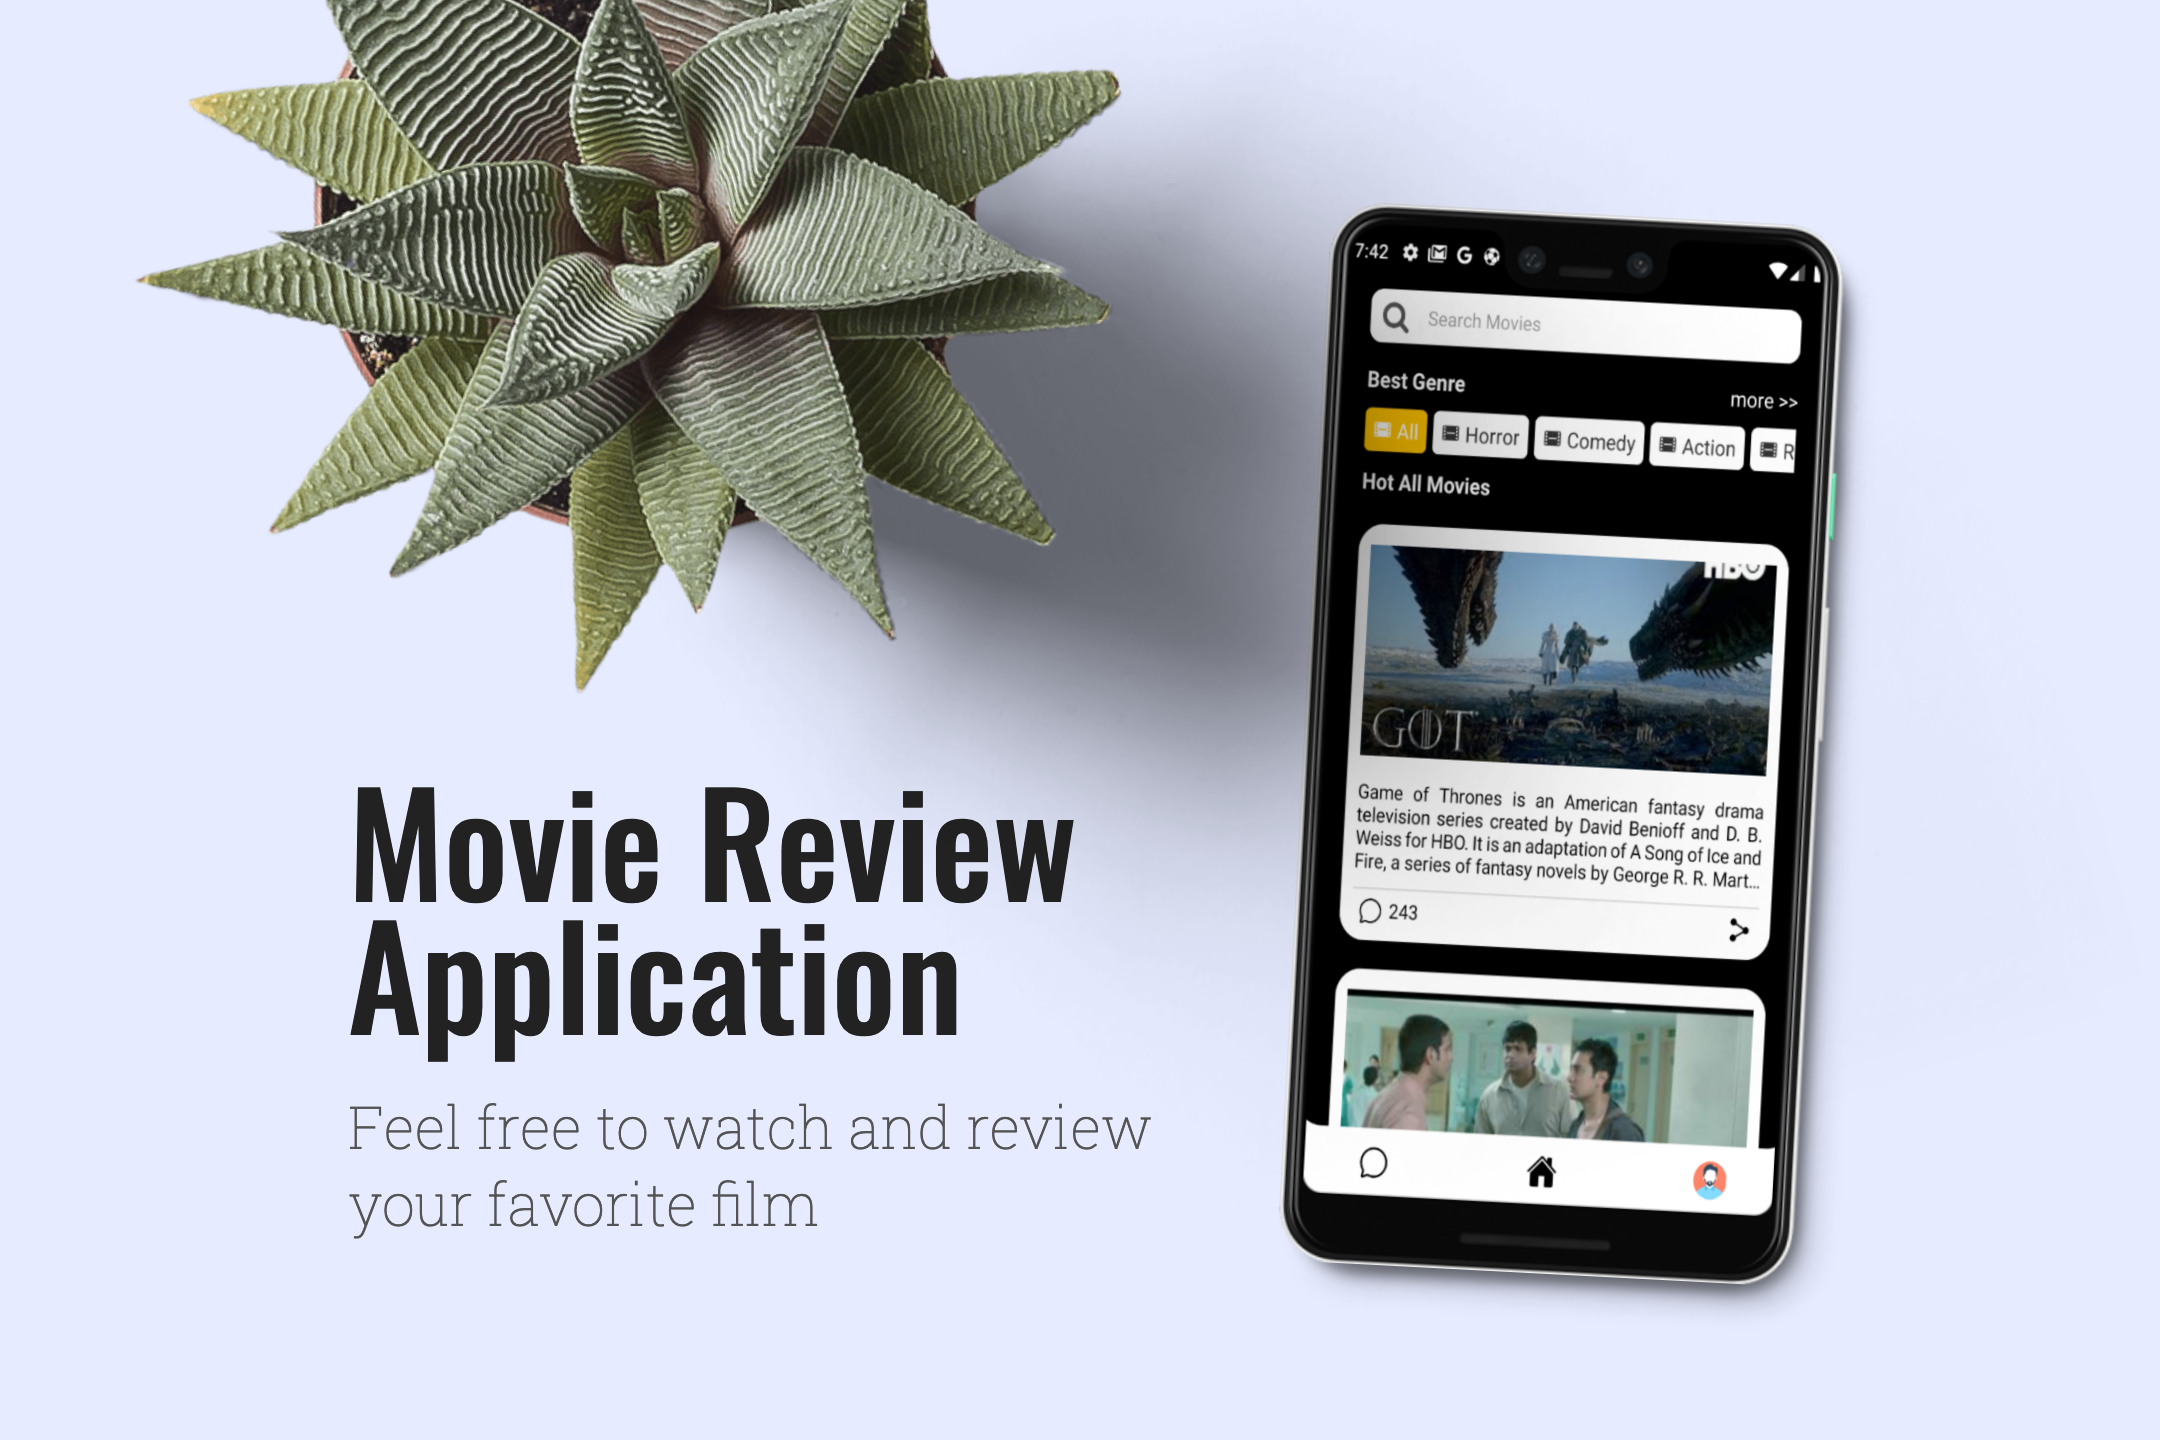 7:42
Search Movies
Best Genre
more >>
All
Horror
Comedy
Action
R
Hot All Movies
HBO
GOT
Game of Thrones is an American fantasy drama
television series created by David Benioff and D. B.
Weiss for HBO. It is an adaptation of A Song of Ice and
Fire, a series of fantasy novels by George R. R. Mart...
243
Movie Review
Application
Feel free to watch and review
your favorite film